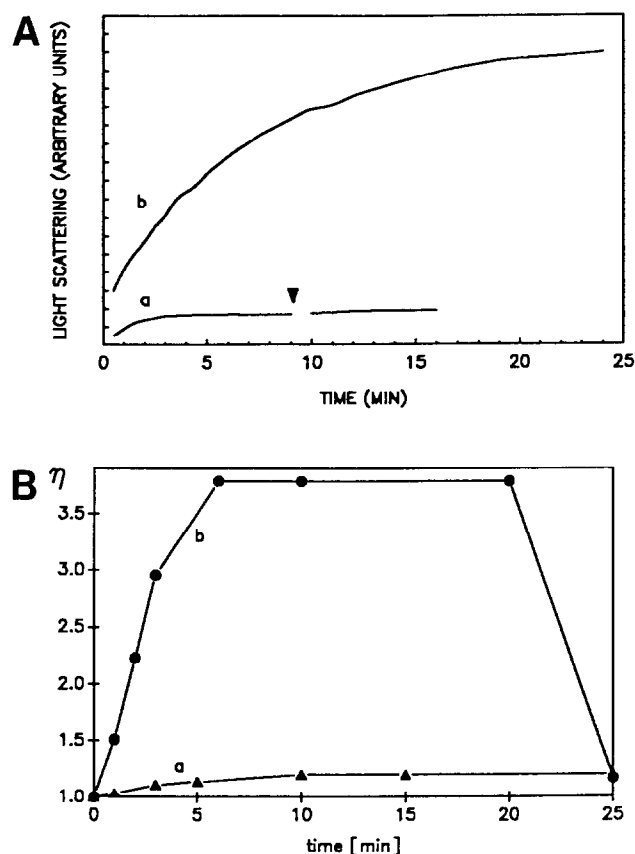 A
LIGHT SCATTERING (ARBITRARY UNITS)
b
a
0 5 10 15 20 25
TIME (MIN)
B
η
3.5
3.0
2.5
2.0
1.5
1.0
b
a
0 5 10 15 20 25
time [min]